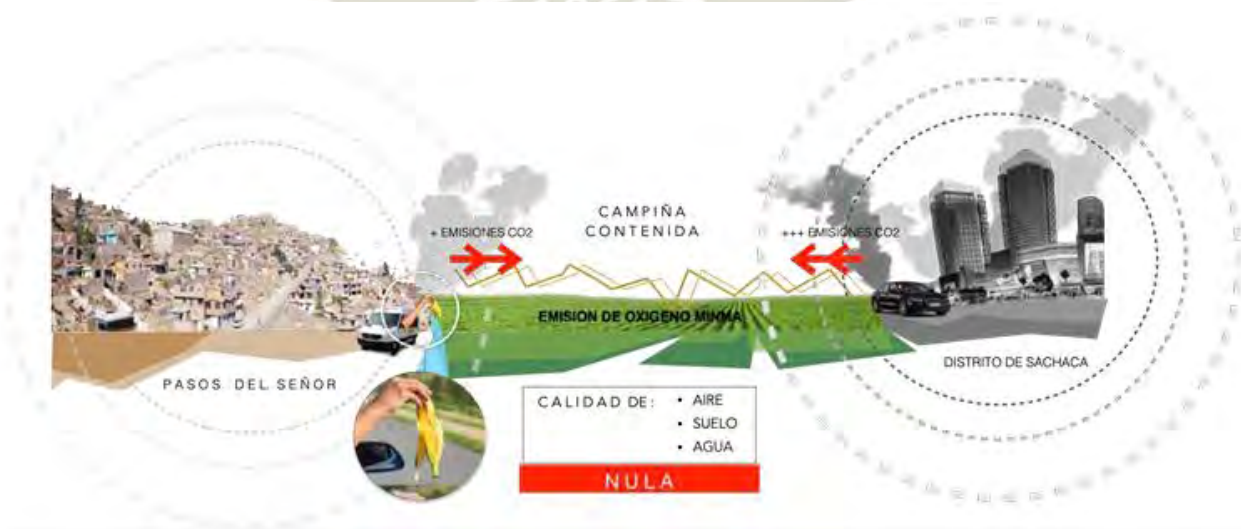 CAMPIÑA
CONTENIDA
+ EMISIONES CO2
+++ EMISIONES CO2
EMISION DE OXIGENO MINMA
PASOS DEL SEÑOR
DISTRITO DE SACHACA
CALIDAD DE:
• AIRE
• SUELO
• AGUA
NULA